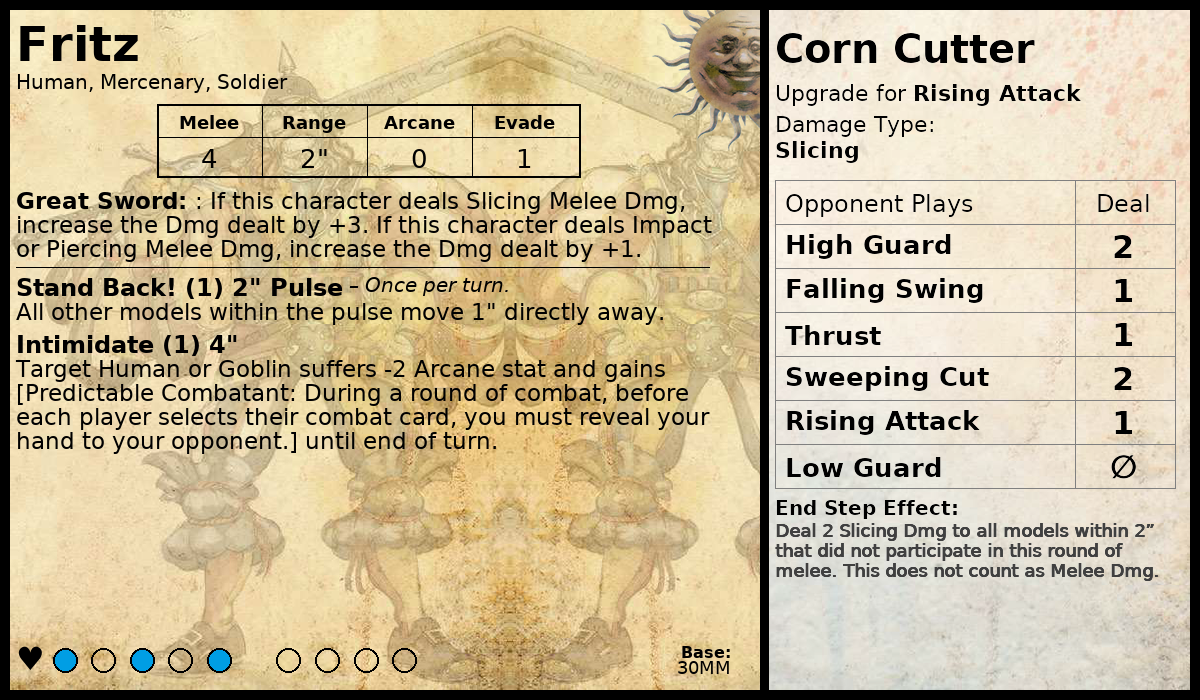 Fritz
Human, Mercenary, Soldier
Melee Range Arcane Evade
4 2" 0 1
Great Sword: : If this character deals Slicing Melee Dmg,
increase the Dmg dealt by +3. If this character deals Impact
or Piercing Melee Dmg, increase the Dmg dealt by +1.
Stand Back! (1) 2" Pulse – Once per turn.
All other models within the pulse move 1" directly away.
Intimidate (1) 4"
Target Human or Goblin suffers -2 Arcane stat and gains
[Predictable Combatant: During a round of combat, before
each player selects their combat card, you must reveal your
hand to your opponent.] until end of turn.
Base:
30MM
Corn Cutter
Upgrade for Rising Attack
Damage Type:
Slicing
Opponent Plays Deal
High Guard 2
Falling Swing 1
Thrust 1
Sweeping Cut 2
Rising Attack 1
Low Guard ∅
End Step Effect:
Deal 2 Slicing Dmg to all models within 2”
that did not participate in this round of
melee. This does not count as Melee Dmg.